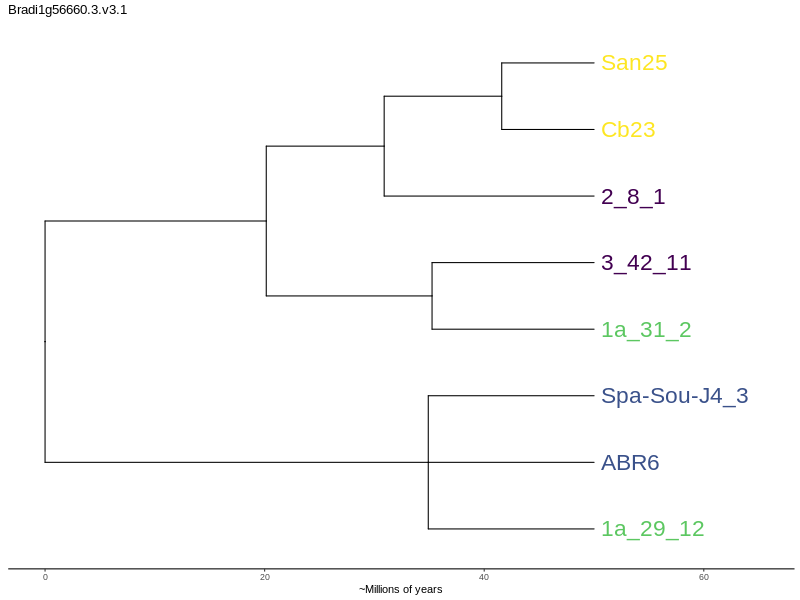 Bradi1g56660.3.v3.1
San25
Cb23
2_8_1
3_42_11
1a_31_2
Spa-Sou-J4_3
ABR6
1a_29_12
0 20 40 60
~Millions of years